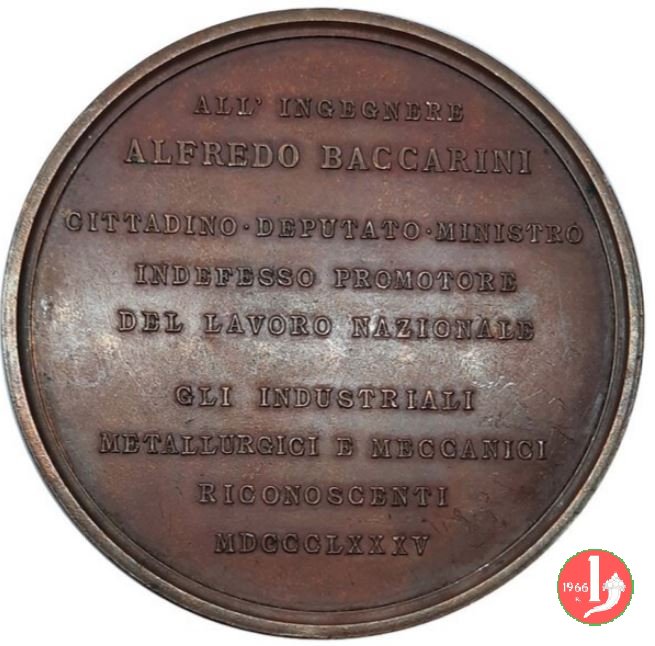 ALL' INGEGNERE
ALFREDO BACCARINI
CITTADINO · DEPUTATO · MINISTRO
INDEFESSO PROMOTORE
DEL LAVORO NAZIONALE
GLI INDUSTRIALI
METALLURGICI E MECCANICI
RICONOSCENTI
MDCCCLXXXV
1966